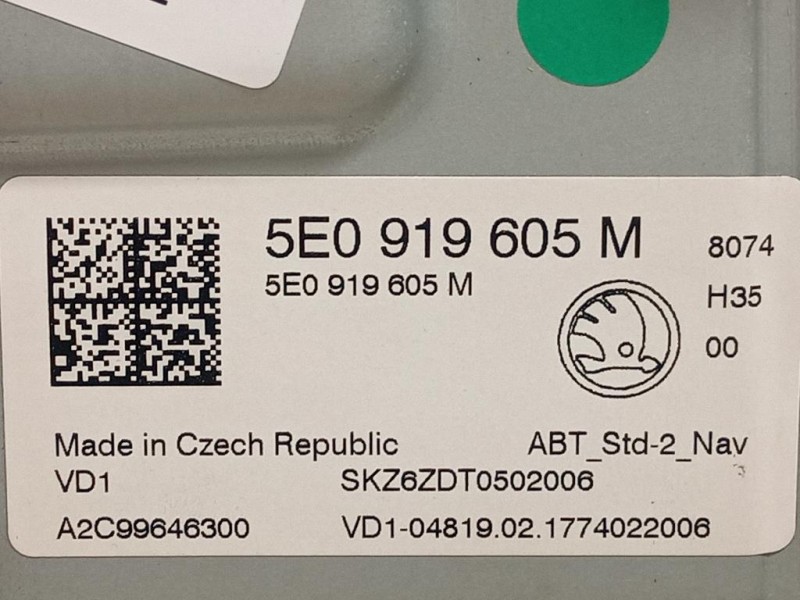 5E0 919 605 M
8074
5E0 919 605 M
H35
00
Made in Czech Republic
ABT_Std-2_Nav
VD1
SKZ6ZDT0502006
A2C99646300
VD1-04819.02.1774022006